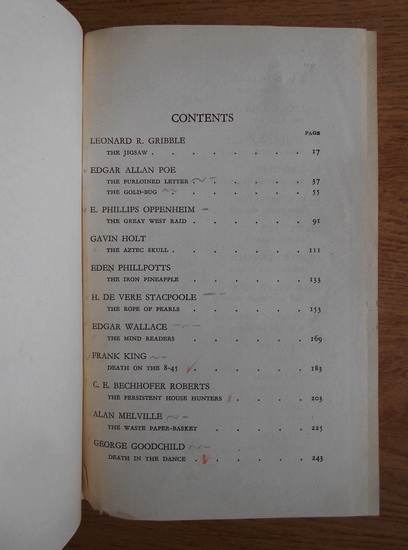 CONTENTS
PAGE
LEONARD R. GRIBBLE
THE JIGSAW . . . . . . . . 17
EDGAR ALLAN POE
THE PURLOINED LETTER . . . . . 37
THE GOLD-BUG . . . . . . 55
E. PHILLIPS OPPENHEIM
THE GREAT WEST RAID . . . . . 91
GAVIN HOLT
THE AZTEC SKULL . . . . . . 111
EDEN PHILLPOTTS
THE IRON PINEAPPLE . . . . . 133
H. DE VERE STACPOOLE
THE ROPE OF PEARLS . . . . . 153
EDGAR WALLACE
THE MIND READERS . . . . . 169
FRANK KING
DEATH ON THE 8-45 . . . . . 183
C. E. BECHHOFER ROBERTS
THE PERSISTENT HOUSE HUNTERS . . . . 203
ALAN MELVILLE
THE WASTE PAPER-BASKET . . . . 225
GEORGE GOODCHILD
DEATH IN THE DANCE . . . . . 243